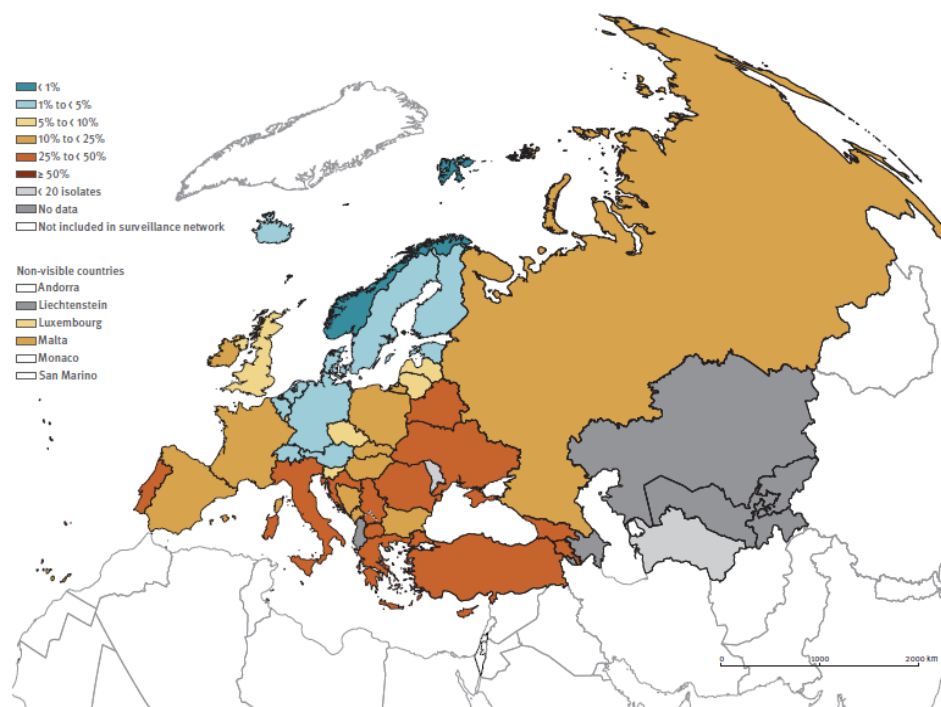 < 1%
1% to < 5%
5% to < 10%
10% to < 25%
25% to < 50%
≥ 50%
< 20 isolates
No data
Not included in surveillance network
Non-visible countries
Andorra
Liechtenstein
Luxembourg
Malta
Monaco
San Marino
0 1000 2000 km